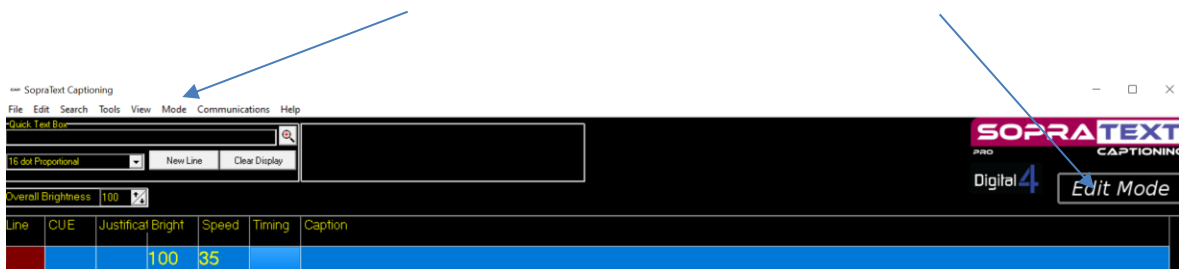 SopraText Captioning
File Edit Search Tools View Mode Communications Help
Quick Text Box
16 dot Proportional New Line Clear Display
SOPRATEXT
PRO CAPTIONING
Digital 4 Edit Mode
Overall Brightness 100
Line CUE Justificat Bright Speed Timing Caption
100 35